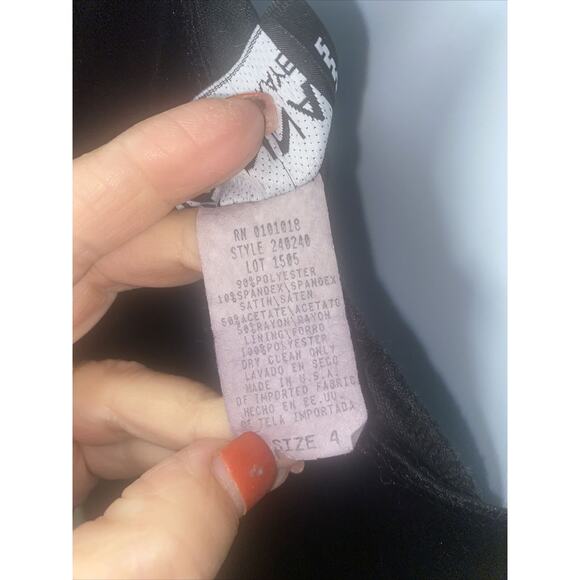 RN 0101018
STYLE 240240
LOT 1505
90%POLYESTER
10%SPANDEX\SPANDEX
SATIN\SATEN
50%ACETATE\ACETATO
50%RAYON\RAYON
LINING\FORRO
100%POLYESTER
DRY CLEAN ONLY
LAVADO EN SECO
MADE IN U.S.A.
OF IMPORTED FABRIC
HECHO EN EE.UU.
DE TELA IMPORTADA
SIZE 4